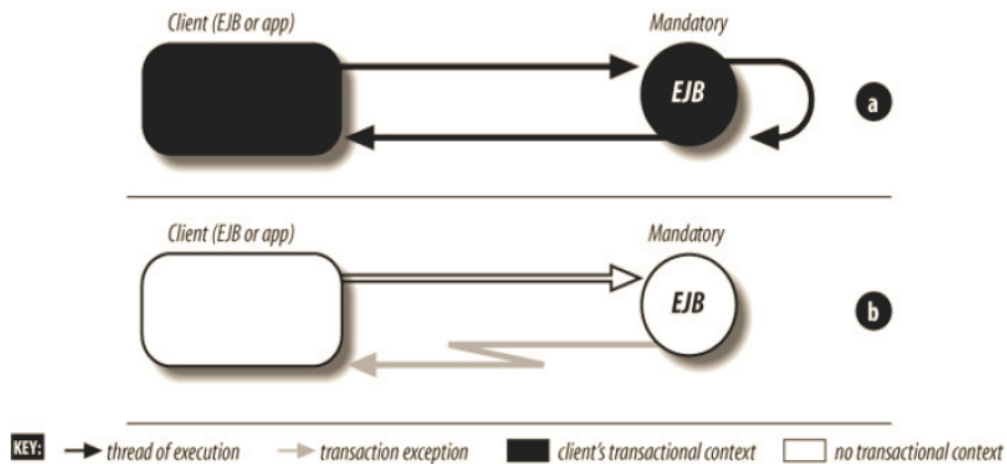 Client (EJB or app) Mandatory
EJB
a
Client (EJB or app) Mandatory
EJB
b
KEY: thread of execution transaction exception client's transactional context no transactional context